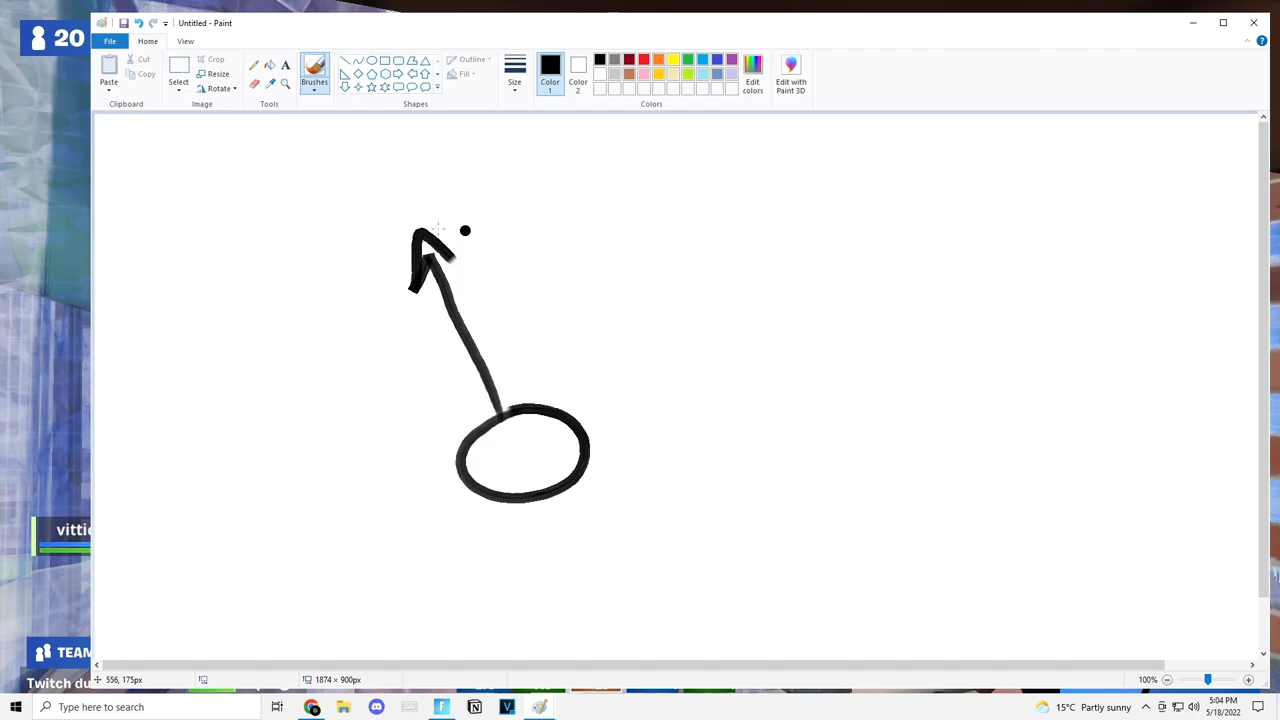 20
Untitled - Paint
File
Home
View
Paste
Cut
Copy
Clipboard
Select
Crop
Resize
Rotate
Image
Tools
Brushes
Shapes
Outline
Fill
Size
Color 1
Color 2
Colors
Edit colors
Edit with Paint 3D
vittic
TEAM
Twitch du
556, 175px
1874 × 900px
100%
Type here to search
15°C Partly sunny
5:04 PM
5/18/2022